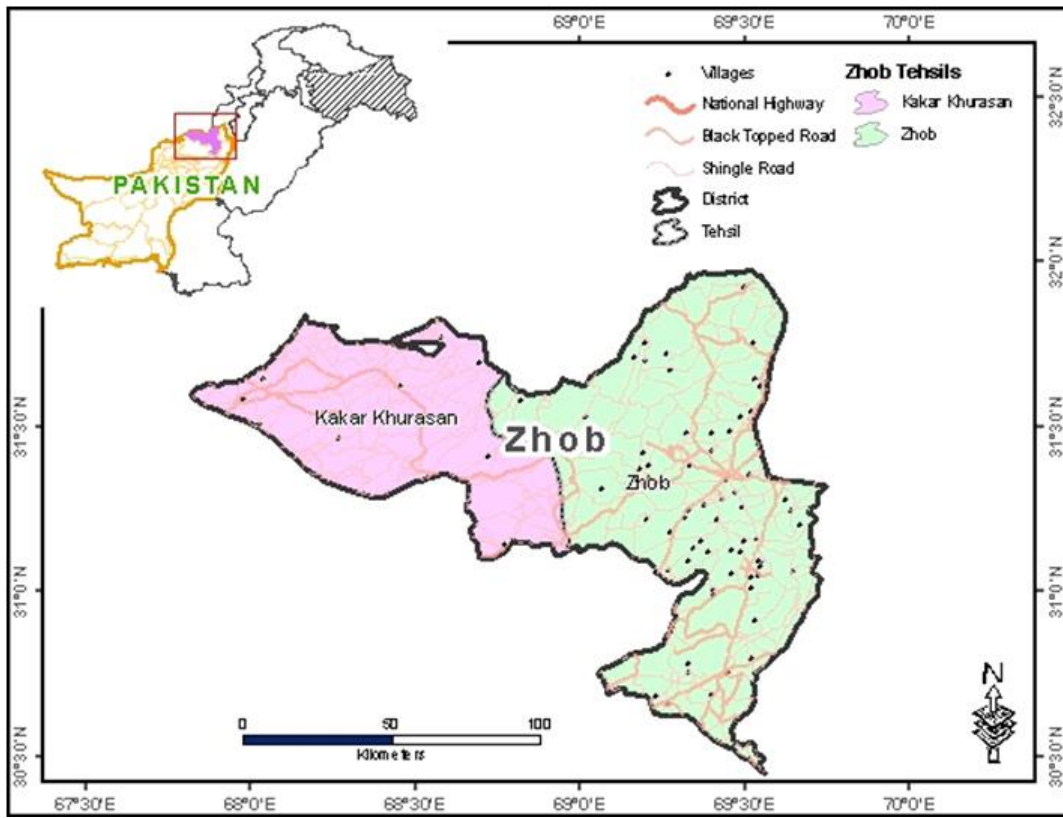 69°0'E 69°30'E 70°0'E
32°30'N
32°0'N
31°30'N
31°0'N
30°30'N
PAKISTAN
Villages
National Highway
Black Topped Road
Shingle Road
District
Tehsil
Zhob Tehsils
Kakar Khurasan
Zhob
Kakar Khurasan
Zhob
Zhob
31°30'N
31°0'N
30°30'N
0 50 100
Kilometers
N
67°30'E 68°0'E 68°30'E 69°0'E 69°30'E 70°0'E